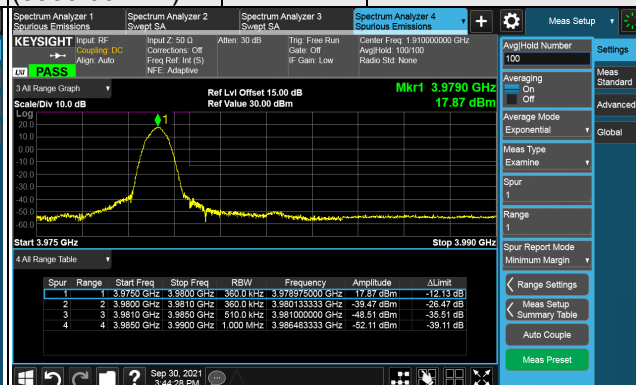 Spectrum Analyzer 1 Spurious Emissions
Spectrum Analyzer 2 Swept SA
Spectrum Analyzer 3 Swept SA
Spectrum Analyzer 4 Spurious Emissions
+
Meas Setup
KEYSIGHT
Input: RF
Coupling: DC
Align: Auto
Input Z: 50 Ω
Corrections: Off
Freq Ref: Int (S)
NFE: Adaptive
Atten: 30 dB
Trig: Free Run
Gate: Off
IF Gain: Low
Center Freq: 1.910000000 GHz
Avg|Hold: 100/100
Radio Std: None
LXI PASS
3 All Range Graph
Scale/Div 10.0 dB
Ref Lvl Offset 15.00 dB
Ref Value 30.00 dBm
Mkr1 3.9790 GHz
17.87 dBm
Log
20.0
10.0
0.00
-10.0
-20.0
-30.0
-40.0
-50.0
-60.0
1
Start 3.975 GHz
Stop 3.990 GHz
4 All Range Table
Spur Range Start Freq Stop Freq RBW Frequency Amplitude ΔLimit
1 1 3.9750 GHz 3.9800 GHz 360.0 kHz 3.978975000 GHz 17.87 dBm -12.13 dB
2 2 3.9800 GHz 3.9810 GHz 360.0 kHz 3.980133333 GHz -39.47 dBm -26.47 dB
3 3 3.9810 GHz 3.9850 GHz 510.0 kHz 3.981000000 GHz -48.51 dBm -35.51 dB
4 4 3.9850 GHz 3.9900 GHz 1.000 MHz 3.986483333 GHz -52.11 dBm -39.11 dB
Avg|Hold Number
100
Averaging
On
Off
Average Mode
Exponential
Meas Type
Examine
Spur
1
Range
1
Spur Report Mode
Minimum Margin
Range Settings
Meas Setup
Summary Table
Auto Couple
Meas Preset
Settings
Meas
Standard
Advanced
Global
?
Sep 30, 2021
3:44:28 PM